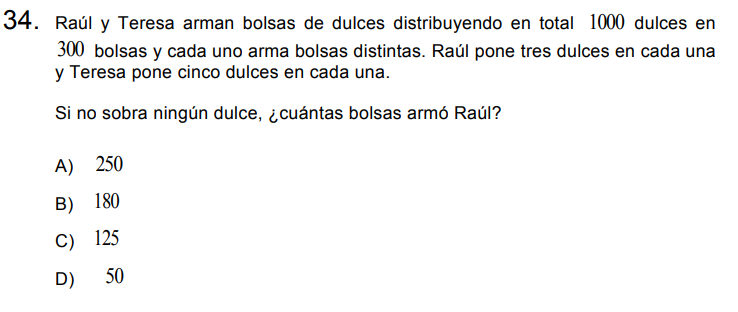 34. Raúl y Teresa arman bolsas de dulces distribuyendo en total 1000 dulces en
300 bolsas y cada uno arma bolsas distintas. Raúl pone tres dulces en cada una
y Teresa pone cinco dulces en cada una.
Si no sobra ningún dulce, ¿cuántas bolsas armó Raúl?
A) 250
B) 180
C) 125
D) 50